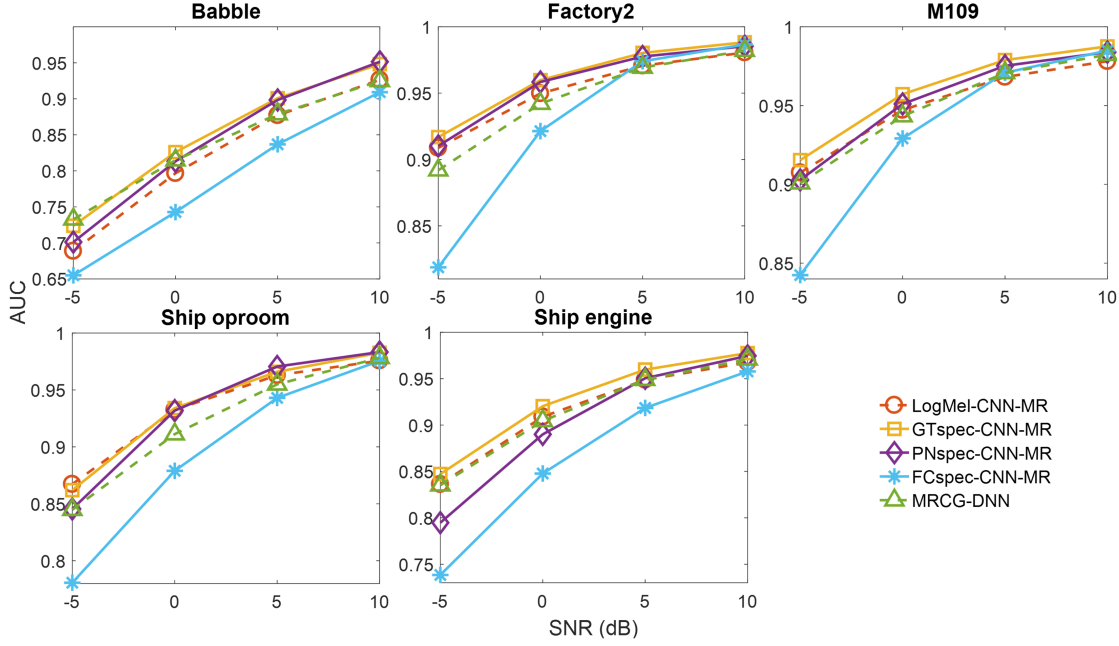 Babble
Factory2
M109
0.95
0.9
0.85
0.8
0.75
0.7
0.65
-5 0 5 10
1
0.95
0.9
0.85
-5 0 5 10
1
0.95
0.9
0.85
-5 0 5 10
AUC
Ship oproom
Ship engine
1
0.95
0.9
0.85
0.8
-5 0 5 10
1
0.95
0.9
0.85
0.8
0.75
-5 0 5 10
SNR (dB)
LogMel-CNN-MR
GTspec-CNN-MR
PNspec-CNN-MR
FCspec-CNN-MR
MRCG-DNN